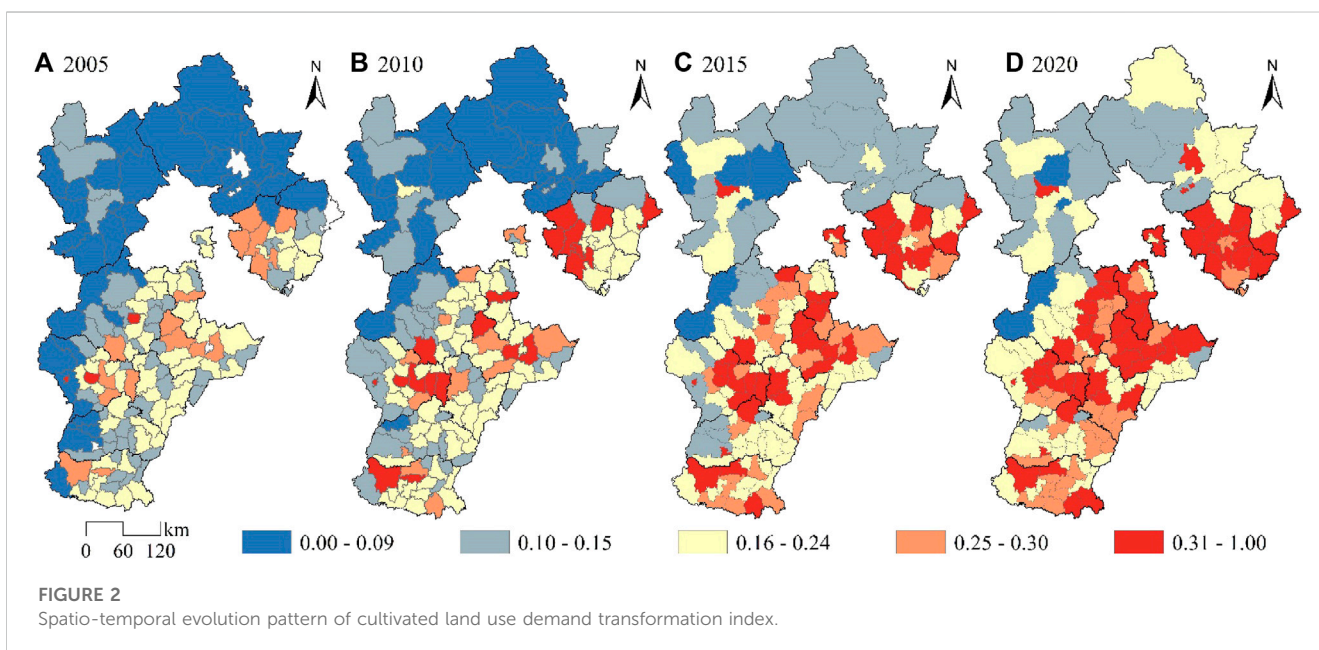 A 2005
N
B 2010
N
C 2015
N
D 2020
N
km
0 60 120
0.00 - 0.09
0.10 - 0.15
0.16 - 0.24
0.25 - 0.30
0.31 - 1.00
FIGURE 2
Spatio-temporal evolution pattern of cultivated land use demand transformation index.